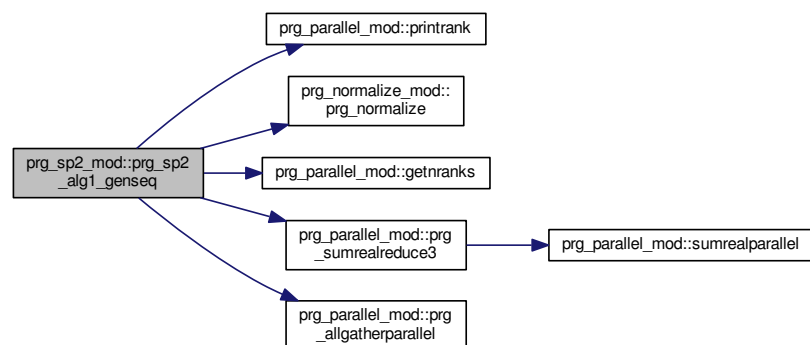 prg_parallel_mod::printrank
prg_normalize_mod::
prg_normalize
prg_sp2_mod::prg_sp2
_alg1_genseq
prg_parallel_mod::getnranks
prg_parallel_mod::prg
_sumrealreduce3
prg_parallel_mod::sumrealparallel
prg_parallel_mod::prg
_allgatherparallel